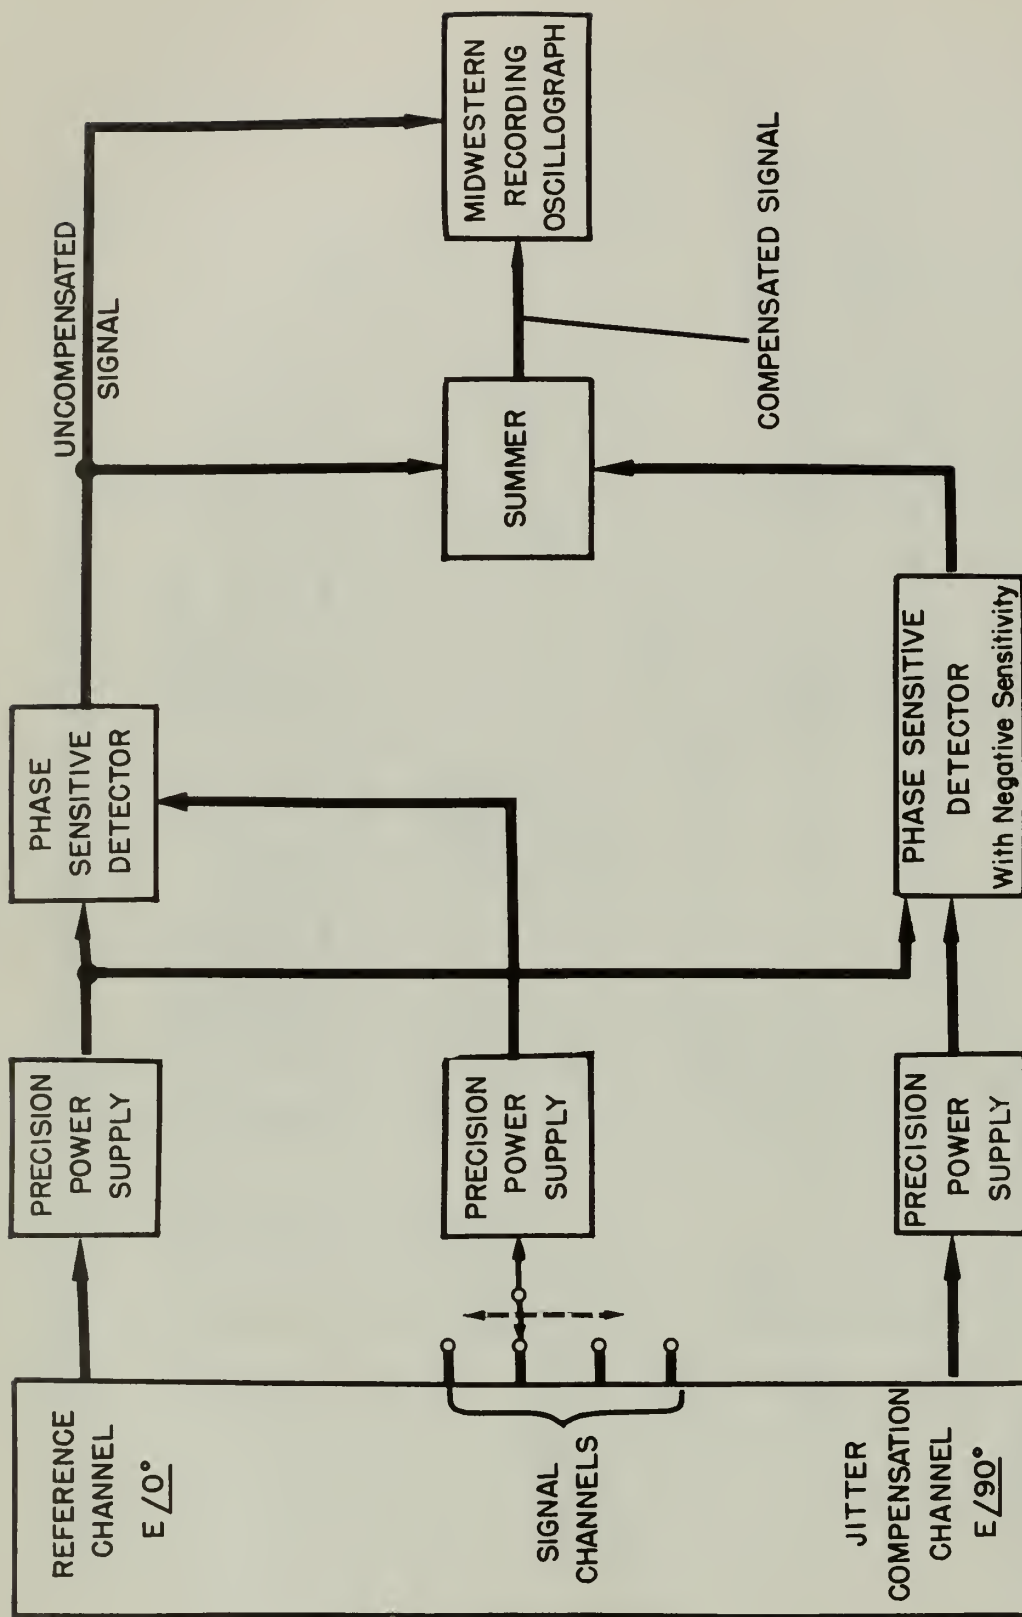 REFERENCE
CHANNEL
E /0°
SIGNAL
CHANNELS
JITTER
COMPENSATION
CHANNEL
E/90°
PRECISION
POWER
SUPPLY
PRECISION
POWER
SUPPLY
PRECISION
POWER
SUPPLY
PHASE
SENSITIVE
DETECTOR
PHASE SENSITIVE
DETECTOR
With Negative Sensitivity
UNCOMPENSATED
SIGNAL
SUMMER
COMPENSATED SIGNAL
MIDWESTERN
RECORDING
OSCILLOGRAPH